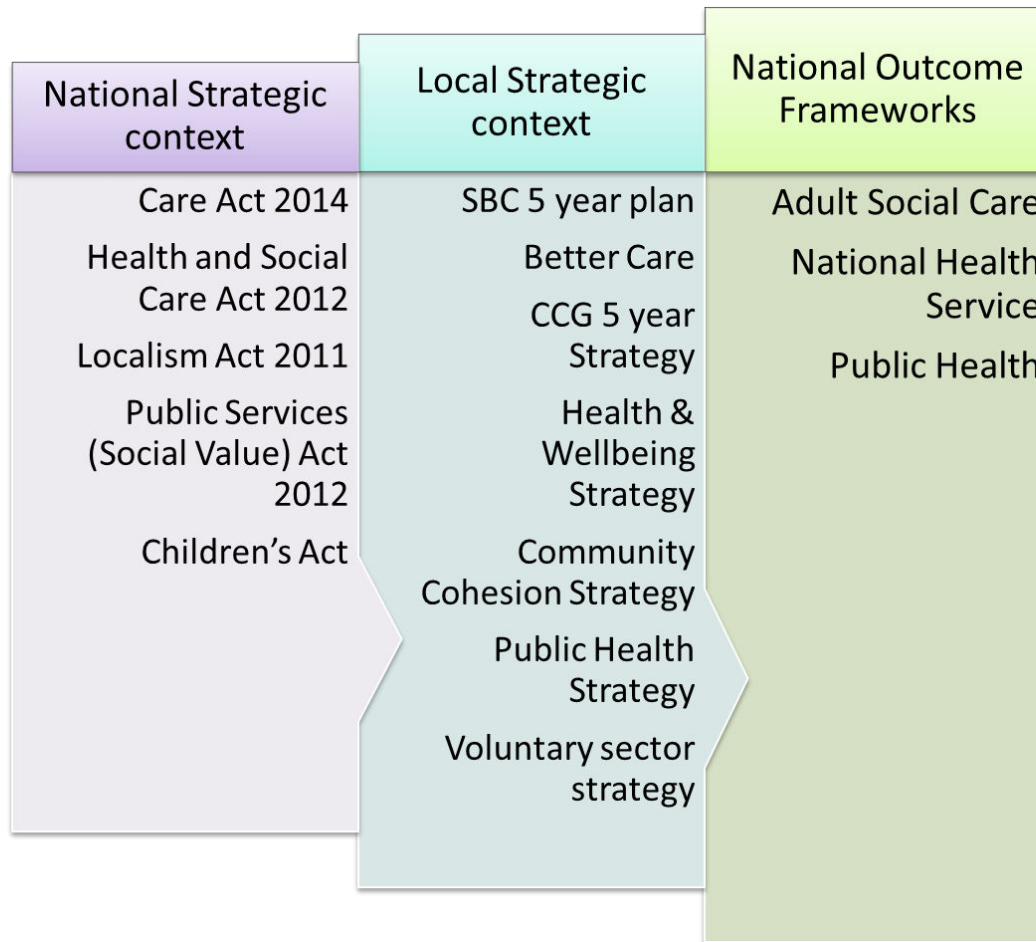 National Strategic
context
Care Act 2014
Health and Social
Care Act 2012
Localism Act 2011
Public Services
(Social Value) Act
2012
Children’s Act
Local Strategic
context
SBC 5 year plan
Better Care
CCG 5 year
Strategy
Health &
Wellbeing
Strategy
Community
Cohesion Strategy
Public Health
Strategy
Voluntary sector
strategy
National Outcome
Frameworks
Adult Social Care
National Health
Service
Public Health